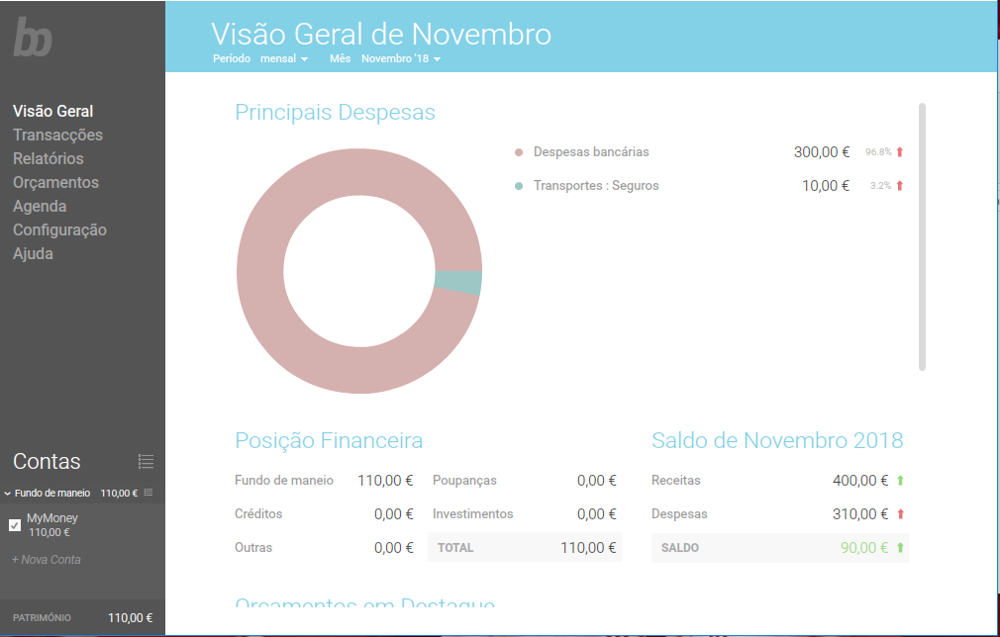 bp
Visão Geral
Transacções
Relatórios
Orçamentos
Agenda
Configuração
Ajuda
Contas
Fundo de maneio 110,00 €
MyMoney
110,00 €
+ Nova Conta
PATRIMÓNIO 110,00 €
Visão Geral de Novembro
Período mensal Mês Novembro '18
Principais Despesas
Despesas bancárias 300,00 € 96.8%
Transportes : Seguros 10,00 € 3.2%
Posição Financeira
Fundo de maneio 110,00 € Poupanças 0,00 €
Créditos 0,00 € Investimentos 0,00 €
Outras 0,00 € TOTAL 110,00 €
Saldo de Novembro 2018
Receitas 400,00 €
Despesas 310,00 €
SALDO 90,00 €
Orçamentos em Destaque